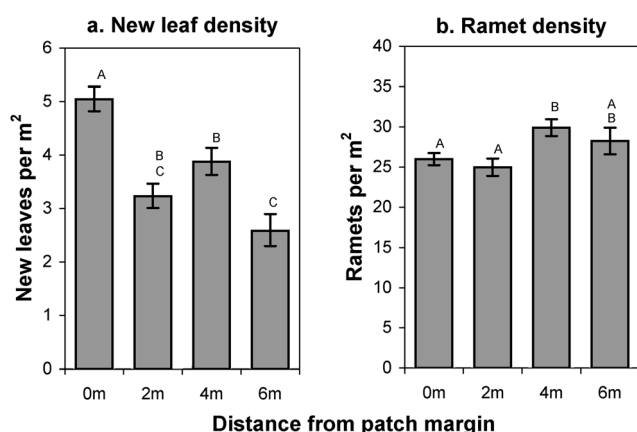 a. New leaf density
New leaves per m2
6
5
4
3
2
1
0
A
B
C
B
C
0m 2m 4m 6m
b. Ramet density
Ramets per m2
40
35
30
25
20
15
10
5
0
A
A
B
A
B
0m 2m 4m 6m
Distance from patch margin